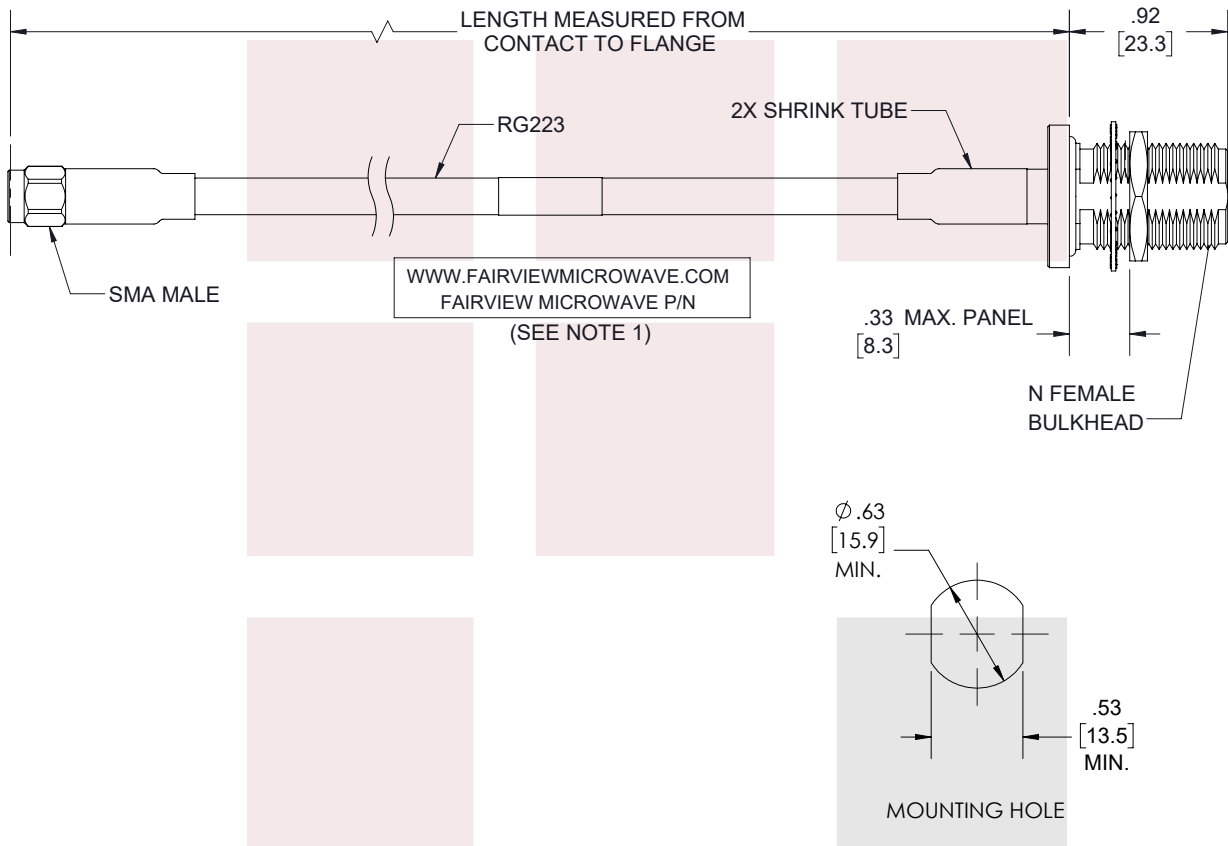 LENGTH MEASURED FROM
CONTACT TO FLANGE
.92
[23.3]
RG223
2X SHRINK TUBE
SMA MALE
WWW.FAIRVIEWMICROWAVE.COM
FAIRVIEW MICROWAVE P/N
(SEE NOTE 1)
.33 MAX. PANEL
[8.3]
N FEMALE
BULKHEAD
Ø .63
[15.9]
MIN.
.53
[13.5]
MIN.
MOUNTING HOLE